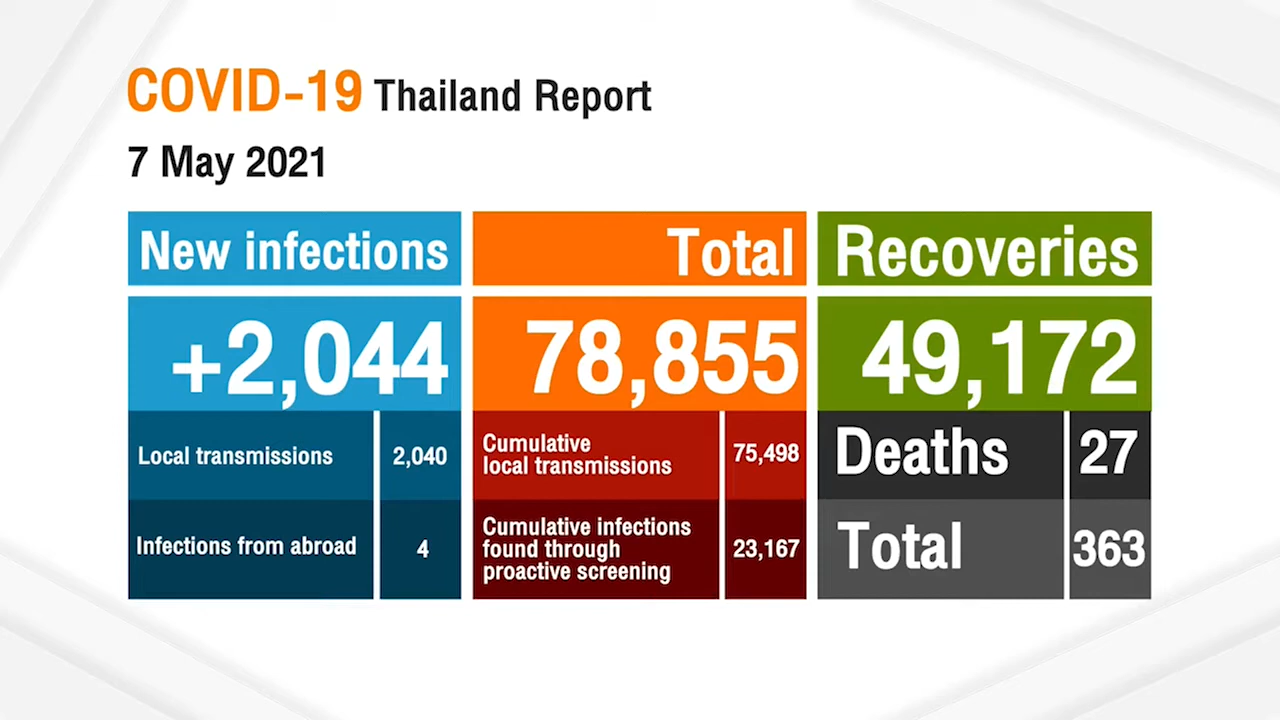 COVID-19 Thailand Report
7 May 2021
New infections
+2,044
Local transmissions 2,040
Infections from abroad 4
Total
78,855
Cumulative
local transmissions 75,498
Cumulative infections
found through
proactive screening 23,167
Recoveries
49,172
Deaths 27
Total 363